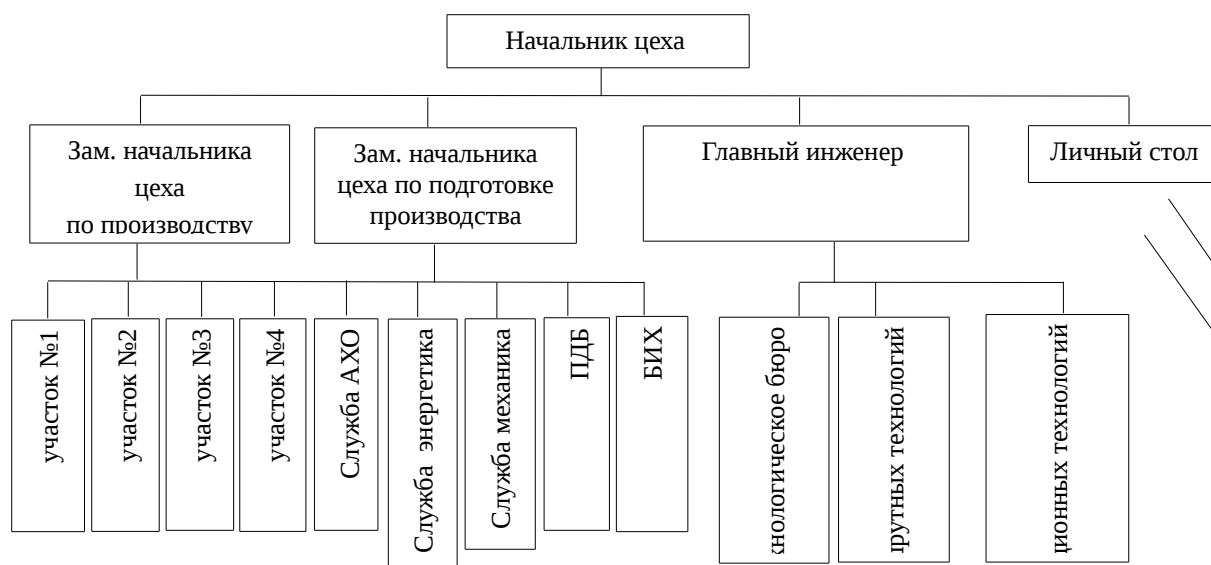 Начальник цеха
Зам. начальника
цеха
по производству
Зам. начальника
цеха по подготовке
производства
Главный инженер
Личный стол
участок №1
участок №2
участок №3
участок №4
Служба АХО
Служба энергетика
Служба механика
ПДБ
БИХ
хнологическое бюро
рутных технологий
ционных технологий